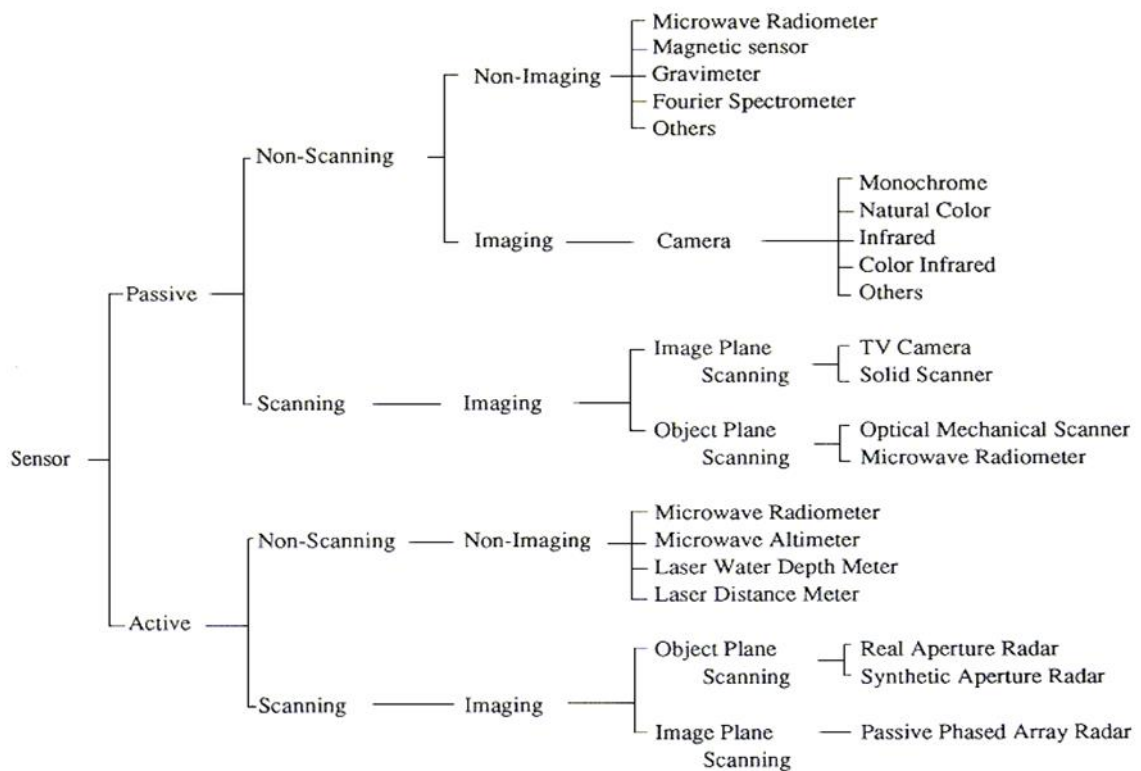 Microwave Radiometer
Magnetic sensor
Non-Imaging
Gravimeter
Fourier Spectrometer
Others
Non-Scanning
Monochrome
Natural Color
Imaging
Camera
Infrared
Color Infrared
Others
Passive
Image Plane
Scanning
TV Camera
Solid Scanner
Scanning
Imaging
Object Plane
Scanning
Optical Mechanical Scanner
Microwave Radiometer
Sensor
Microwave Radiometer
Non-Scanning
Non-Imaging
Microwave Altimeter
Laser Water Depth Meter
Laser Distance Meter
Active
Object Plane
Scanning
Real Aperture Radar
Synthetic Aperture Radar
Scanning
Imaging
Image Plane
Scanning
Passive Phased Array Radar